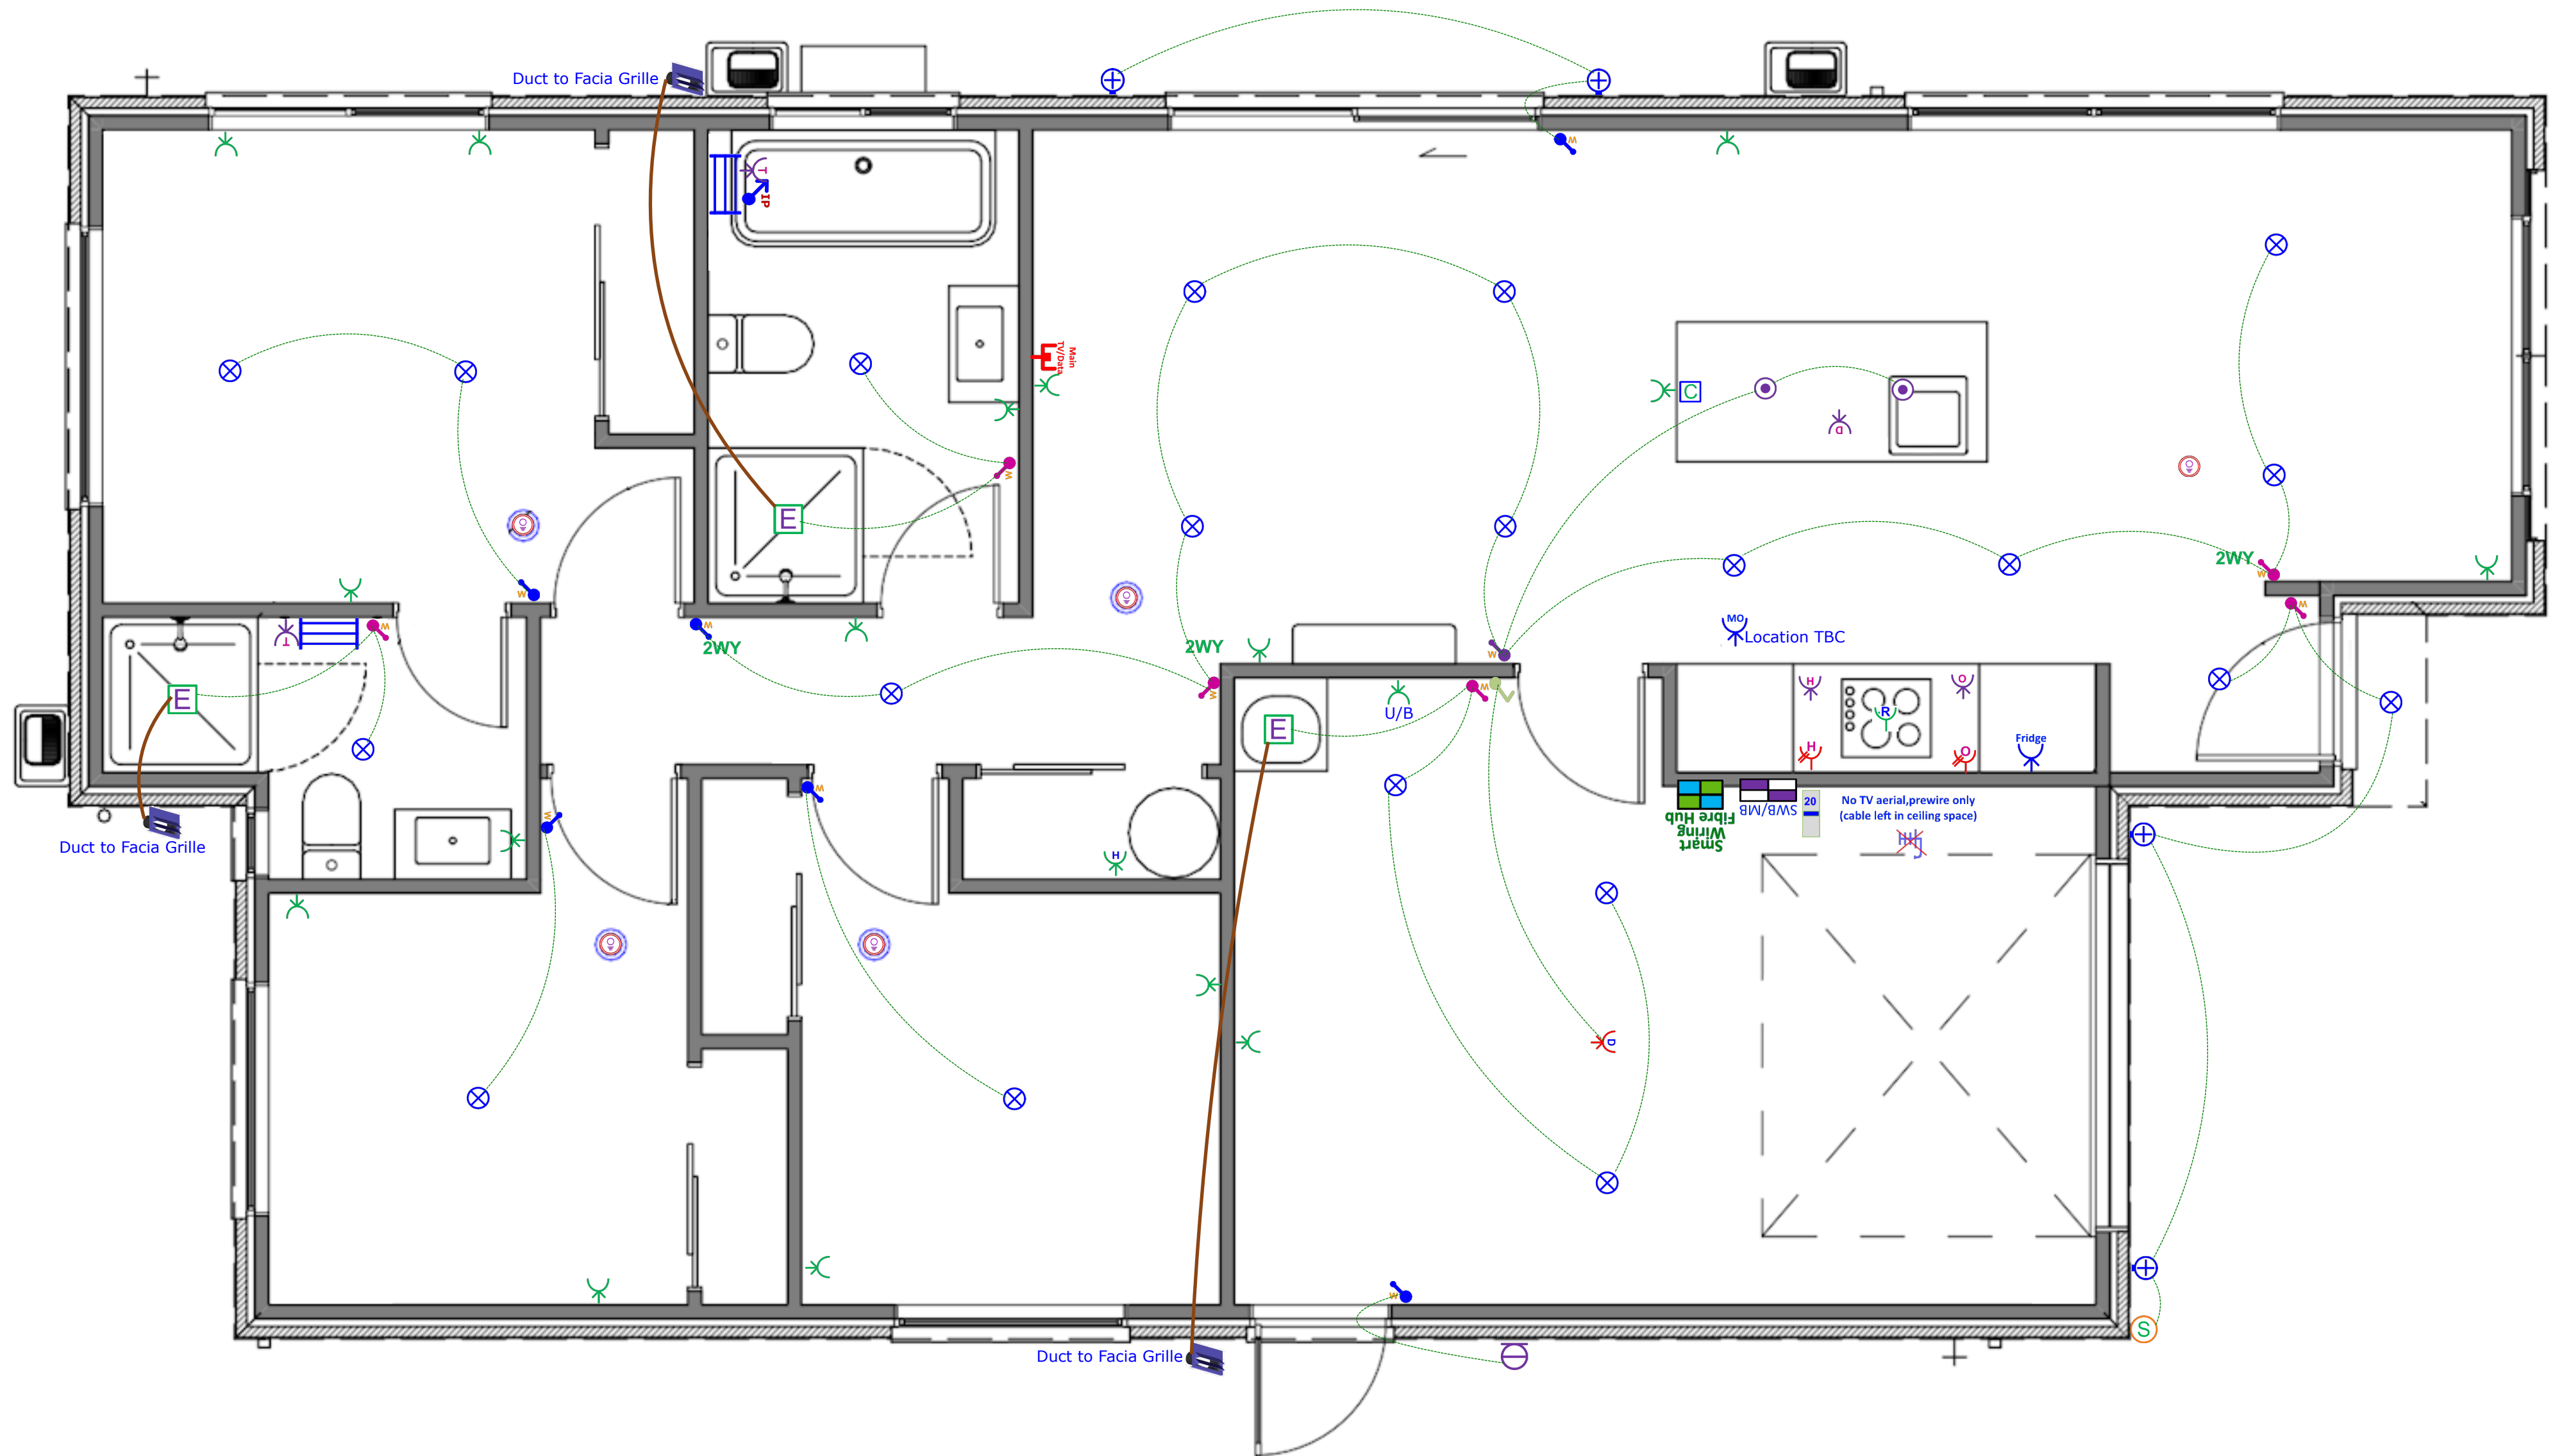 Duct to Facia Grille
W
T
IP
Main
TV/Data
C
D
W
E
W
2WY
W
W
2WY
2WY
W
W
W
MO
Location TBC
T
W
E
U/B
W
E
H
O
R
H
O
Fridge
W
W
Duct to Facia Grille
H
Smart
Wiring
Fibre Hub
SWB/MB
20
No TV aerial,prewire only
(cable left in ceiling space)
D
W
S
Duct to Facia Grille